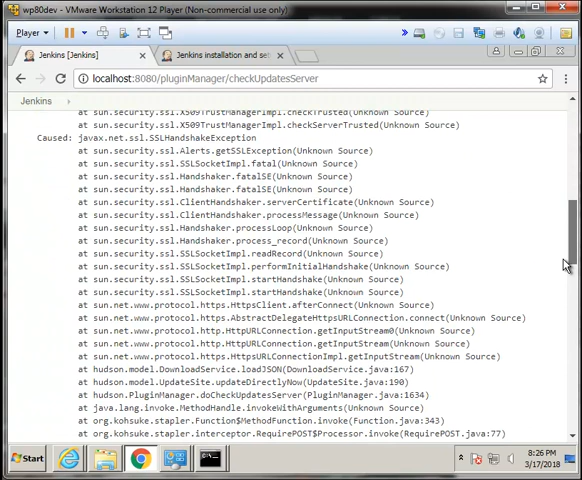 wp80dev - VMware Workstation 12 Player (Non-commercial use only)
Player
Jenkins [Jenkins]
Jenkins installation and se
localhost:8080/pluginManager/checkUpdatesServer
Jenkins
at sun.security.ssl.X509TrustManagerImpl.checkTrusted(Unknown Source)
at sun.security.ssl.X509TrustManagerImpl.checkServerTrusted(Unknown Source)
Caused: javax.net.ssl.SSLHandshakeException
at sun.security.ssl.Alerts.getSSLException(Unknown Source)
at sun.security.ssl.SSLSocketImpl.fatal(Unknown Source)
at sun.security.ssl.Handshaker.fatalSE(Unknown Source)
at sun.security.ssl.Handshaker.fatalSE(Unknown Source)
at sun.security.ssl.ClientHandshaker.serverCertificate(Unknown Source)
at sun.security.ssl.ClientHandshaker.processMessage(Unknown Source)
at sun.security.ssl.Handshaker.processLoop(Unknown Source)
at sun.security.ssl.Handshaker.process_record(Unknown Source)
at sun.security.ssl.SSLSocketImpl.readRecord(Unknown Source)
at sun.security.ssl.SSLSocketImpl.performInitialHandshake(Unknown Source)
at sun.security.ssl.SSLSocketImpl.startHandshake(Unknown Source)
at sun.security.ssl.SSLSocketImpl.startHandshake(Unknown Source)
at sun.net.www.protocol.https.HttpsClient.afterConnect(Unknown Source)
at sun.net.www.protocol.https.AbstractDelegateHttpsURLConnection.connect(Unknown Source)
at sun.net.www.protocol.http.HttpURLConnection.getInputStream0(Unknown Source)
at sun.net.www.protocol.http.HttpURLConnection.getInputStream(Unknown Source)
at sun.net.www.protocol.https.HttpsURLConnectionImpl.getInputStream(Unknown Source)
at hudson.model.DownloadService.loadJSON(DownloadService.java:167)
at hudson.model.UpdateSite.updateDirectlyNow(UpdateSite.java:190)
at hudson.PluginManager.doCheckUpdatesServer(PluginManager.java:1634)
at java.lang.invoke.MethodHandle.invokeWithArguments(Unknown Source)
at org.kohsuke.stapler.Function$MethodFunction.invoke(Function.java:343)
at org.kohsuke.stapler.interceptor.RequirePOST$Processor.invoke(RequirePOST.java:77)
Start
8:26 PM
3/17/2018